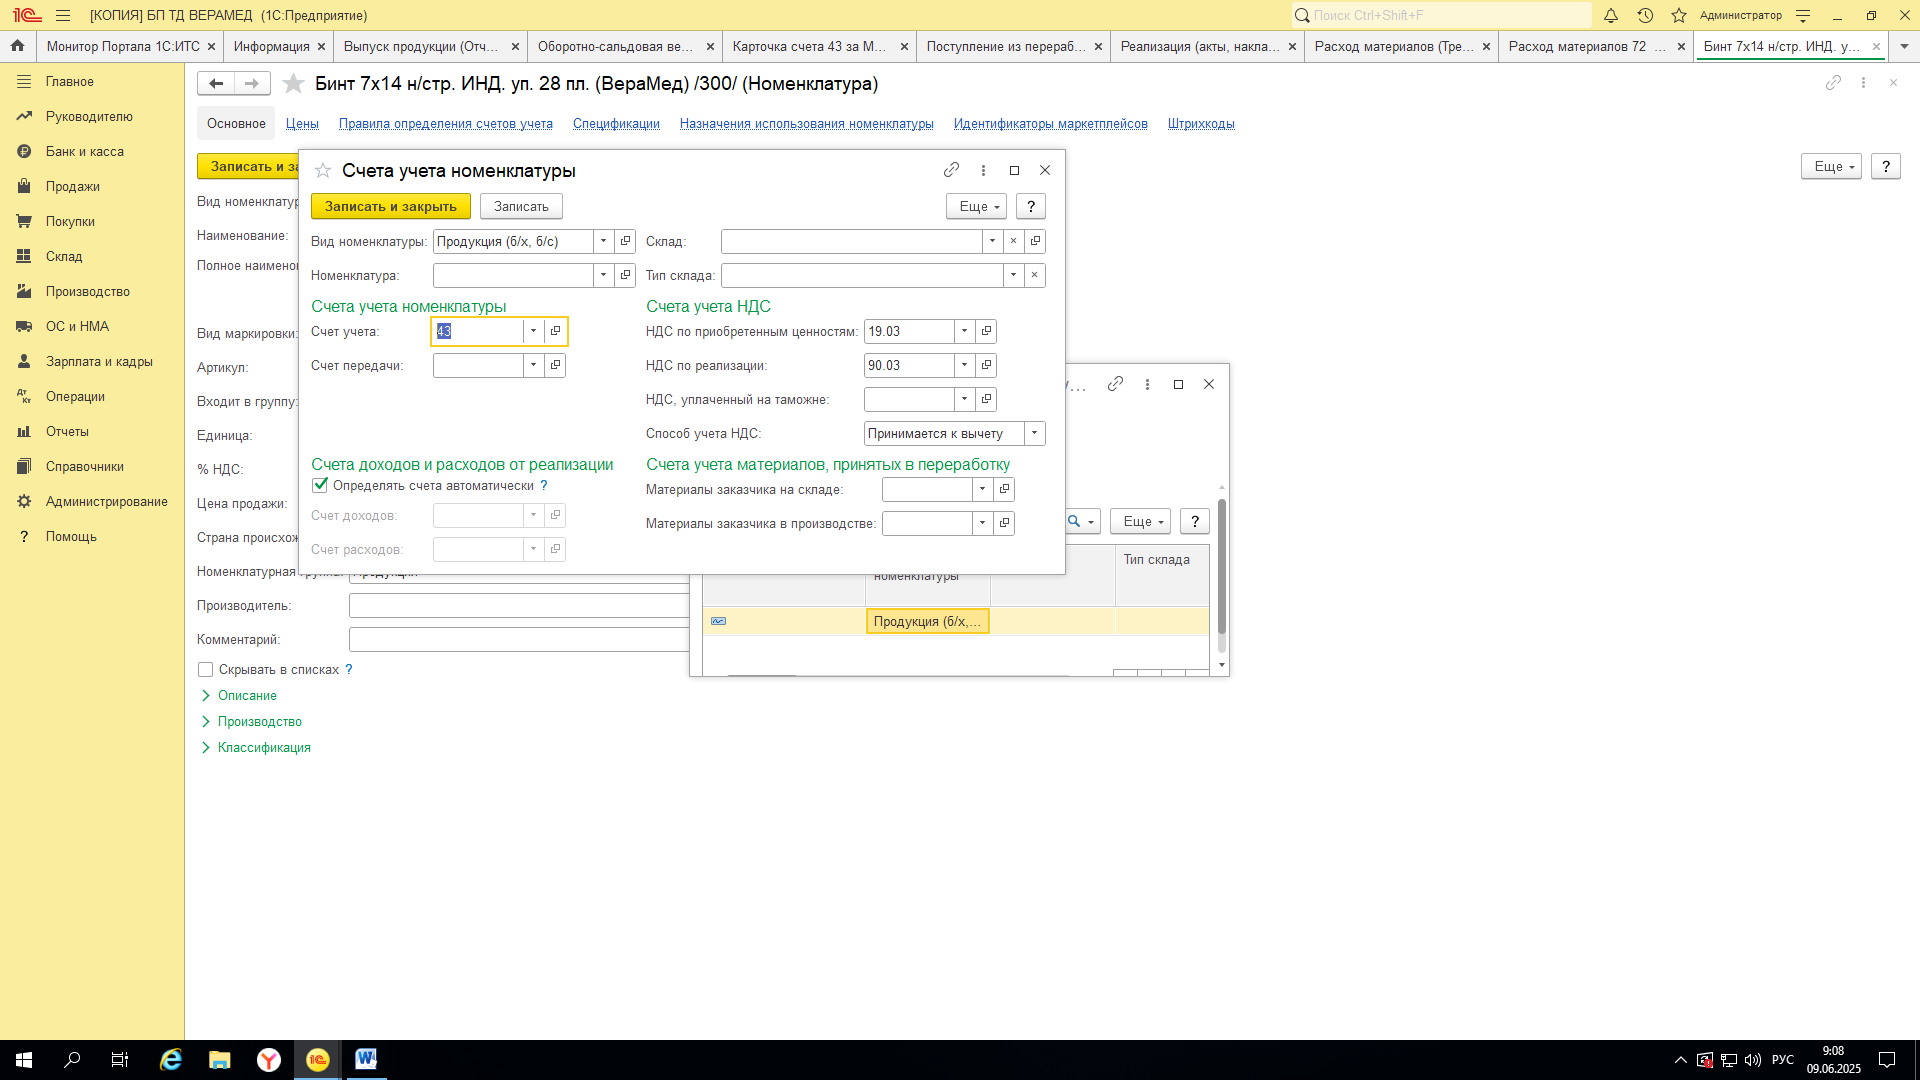 [КОПИЯ] БП ТД ВЕРАМЕД (1С:Предприятие)
Поиск Ctrl+Shift+F
Администратор
Монитор Портала 1С:ИТС
Информация
Выпуск продукции (Отч...
Оборотно-сальдовая ве...
Карточка счета 43 за М...
Поступление из перераб...
Реализация (акты, накла...
Расход материалов (Тре...
Расход материалов 72 ...
Бинт 7х14 н/стр. ИНД. у...
Главное
Руководителю
Банк и касса
Продажи
Покупки
Склад
Производство
ОС и НМА
Зарплата и кадры
Операции
Отчеты
Справочники
Администрирование
Помощь
Бинт 7х14 н/стр. ИНД. уп. 28 пл. (ВераМед) /300/ (Номенклатура)
Основное
Цены
Правила определения счетов учета
Спецификации
Назначения использования номенклатуры
Идентификаторы маркетплейсов
Штрихкоды
Записать и за
Еще
?
Вид номенклатур
Наименование:
Полное наимено
Вид маркировки:
Артикул:
Входит в группу:
Единица:
% НДС:
Цена продажи:
Страна происхож
Номенклатурная
Производитель:
Комментарий:
Скрывать в списках ?
Описание
Производство
Классификация
Счета учета номенклатуры
Записать и закрыть
Записать
Еще
?
Вид номенклатуры: Продукция (б/х, б/с)
Склад:
Номенклатура:
Тип склада:
Счета учета номенклатуры
Счета учета НДС
Счет учета: 43
НДС по приобретенным ценностям: 19.03
Счет передачи:
НДС по реализации: 90.03
НДС, уплаченный на таможне:
Способ учета НДС: Принимается к вычету
Счета доходов и расходов от реализации
Счета учета материалов, принятых в переработку
Определять счета автоматически ?
Материалы заказчика на складе:
Счет доходов:
Материалы заказчика в производстве:
Счет расходов:
Еще
?
номенклатуры
Тип склада
Продукция (б/х,...
РУС
9:08
09.06.2025